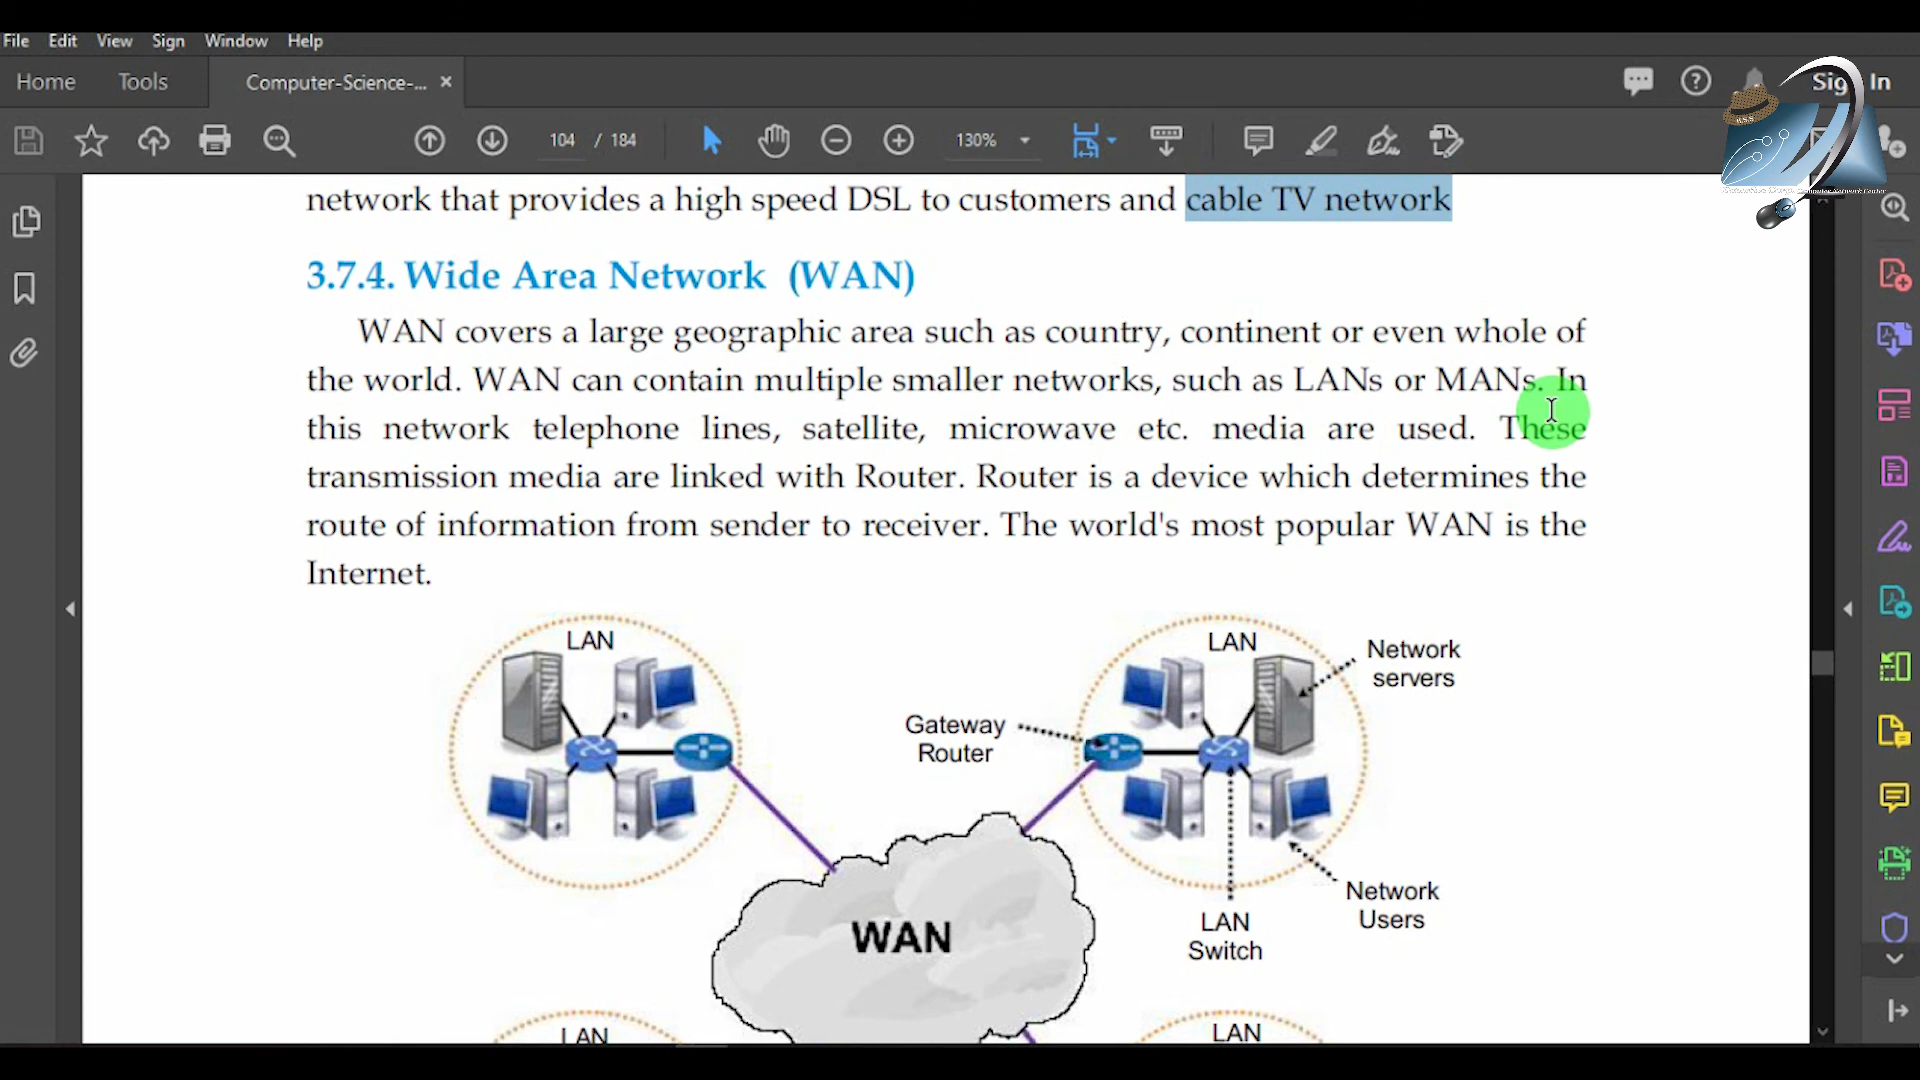 File Edit View Sign Window Help
Home Tools Computer-Science-... × Sign In
104 / 184 130%
network that provides a high speed DSL to customers and cable TV network
3.7.4. Wide Area Network (WAN)
WAN covers a large geographic area such as country, continent or even whole of
the world. WAN can contain multiple smaller networks, such as LANs or MANs. In
this network telephone lines, satellite, microwave etc. media are used. These
transmission media are linked with Router. Router is a device which determines the
route of information from sender to receiver. The world's most popular WAN is the
Internet.
LAN
LAN
Network
servers
Gateway
Router
Network
Users
LAN
Switch
WAN
LAN
LAN